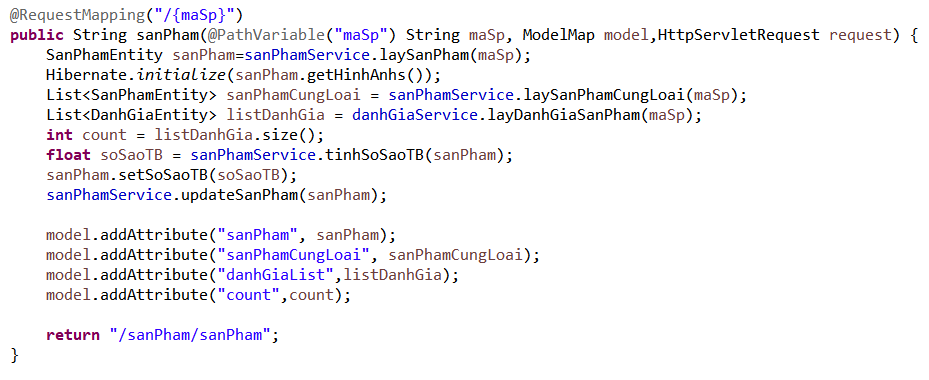 @RequestMapping("/{maSp}")
public String sanPham(@PathVariable("maSp") String maSp, ModelMap model,HttpServletRequest request) {
    SanPhamEntity sanPham=sanPhamService.laySanPham(maSp);
    Hibernate.initialize(sanPham.getHinhAnhs());
    List<SanPhamEntity> sanPhamCungLoai = sanPhamService.laySanPhamCungLoai(maSp);
    List<DanhGiaEntity> listDanhGia = danhGiaService.layDanhGiaSanPham(maSp);
    int count = listDanhGia.size();
    float soSaoTB = sanPhamService.tinhSoSaoTB(sanPham);
    sanPham.setSoSaoTB(soSaoTB);
    sanPhamService.updateSanPham(sanPham);

    model.addAttribute("sanPham", sanPham);
    model.addAttribute("sanPhamCungLoai", sanPhamCungLoai);
    model.addAttribute("danhGiaList",listDanhGia);
    model.addAttribute("count",count);

    return "/sanPham/sanPham";
}